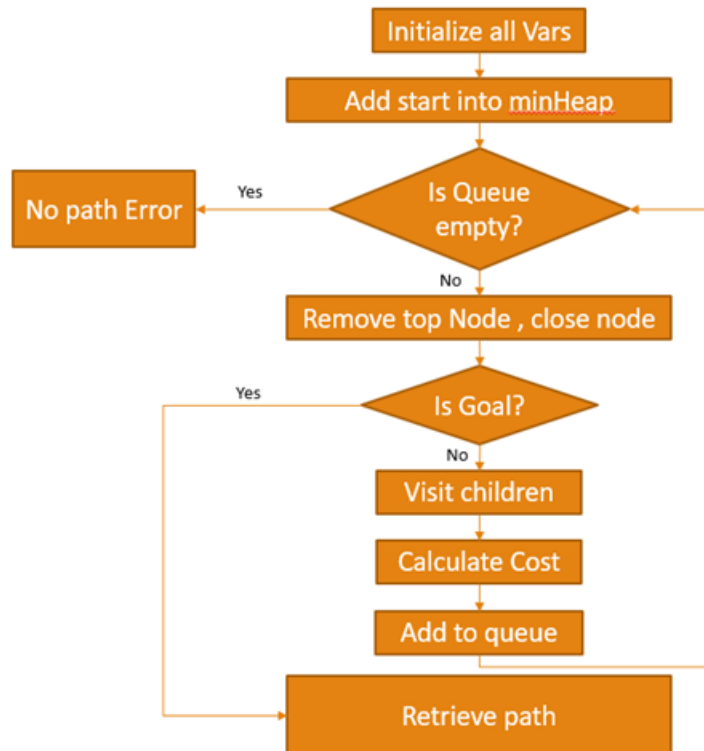 Initialize all Vars
Add start into minHeap
Yes
Is Queue
empty?
No path Error
No
Remove top Node , close node
Yes
Is Goal?
No
Visit children
Calculate Cost
Add to queue
Retrieve path